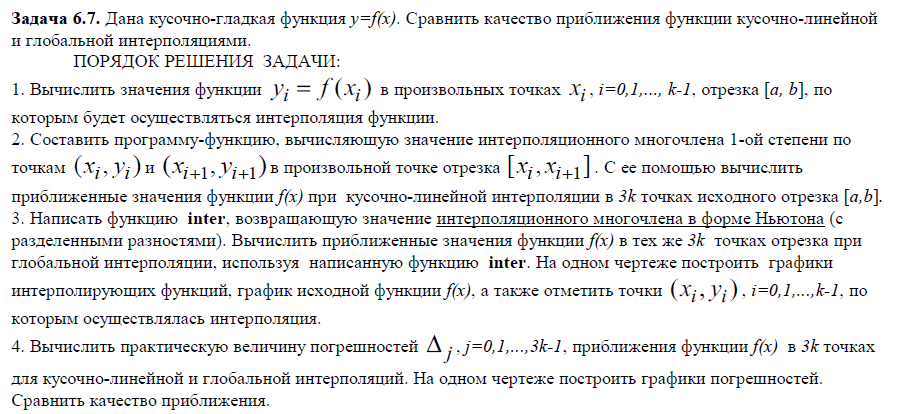 Задача 6.7. Дана кусочно-гладкая функция y=f(x). Сравнить качество приближения функции кусочно-линейной
и глобальной интерполяциями.
ПОРЯДОК РЕШЕНИЯ ЗАДАЧИ:
1. Вычислить значения функции y_i = f(x_i) в произвольных точках x_i, i=0,1,..., k-1, отрезка [a, b], по
которым будет осуществляться интерполяция функции.
2. Составить программу-функцию, вычисляющую значение интерполяционного многочлена 1-ой степени по
точкам (x_i, y_i) и (x_{i+1}, y_{i+1}) в произвольной точке отрезка [x_i, x_{i+1}]. С ее помощью вычислить
приближенные значения функции f(x) при кусочно-линейной интерполяции в 3k точках исходного отрезка [a,b].
3. Написать функцию inter, возвращающую значение интерполяционного многочлена в форме Ньютона (с
разделенными разностями). Вычислить приближенные значения функции f(x) в тех же 3k точках отрезка при
глобальной интерполяции, используя написанную функцию inter. На одном чертеже построить графики
интерполирующих функций, график исходной функции f(x), а также отметить точки (x_i, y_i), i=0,1,...,k-1, по
которым осуществлялась интерполяция.
4. Вычислить практическую величину погрешностей Δ_j, j=0,1,...,3k-1, приближения функции f(x) в 3k точках
для кусочно-линейной и глобальной интерполяций. На одном чертеже построить графики погрешностей.
Сравнить качество приближения.